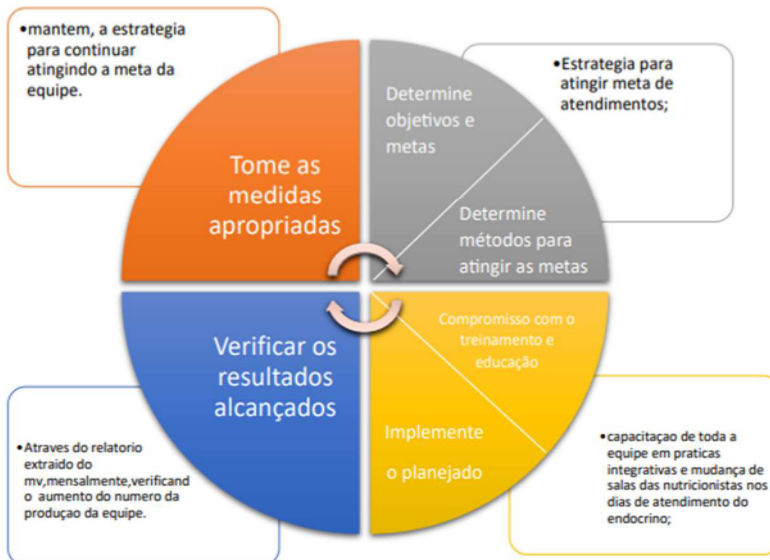 •mantem, a estrategia
para continuar
atingindo a meta da
equipe.
Tome as
medidas
apropriadas
Determine
objetivos e
metas
Determine
métodos para
atingir as metas
•Estrategia para
atingir meta de
atendimentos;
Verificar os
resultados
alcançados
•Atraves do relatorio
extraido do
mv,mensalmente,verificand
o aumento do numero da
produçao da equipe.
Compromisso com o
treinamento e
educação
Implemente
o planejado
•capacitaçao de toda a
equipe em praticas
integrativas e mudança de
salas das nutricionistas nos
dias de atendimento do
endocrino;